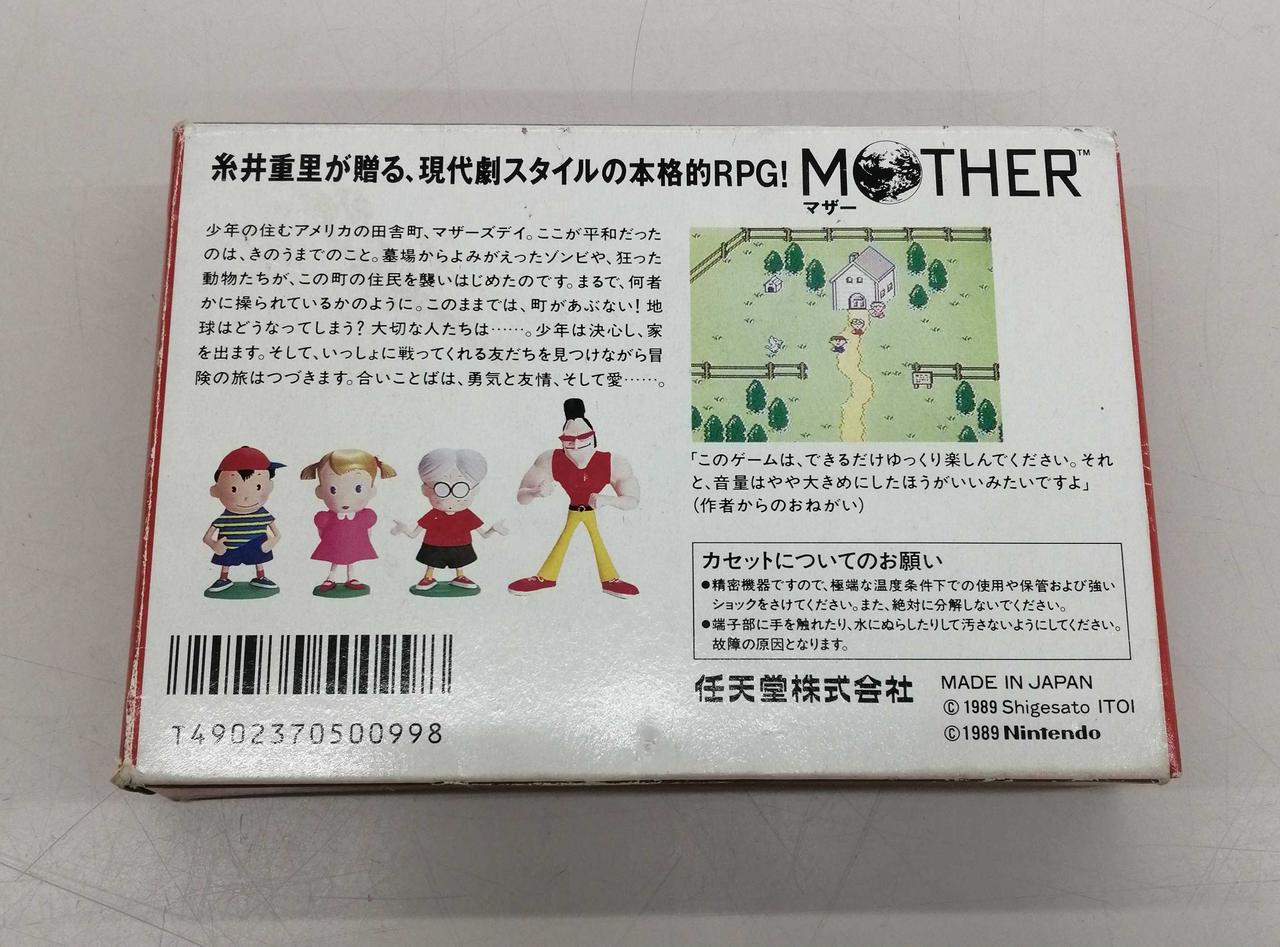 糸井重里が贈る、現代劇スタイルの本格的RPG!
MOTHER™
マザー
少年の住むアメリカの田舎町、マザーズデイ。ここが平和だった
のは、きのうまでのこと。墓場からよみがえったゾンビや、狂った
動物たちが、この町の住民を襲いはじめたのです。まるで、何者
かに操られているかのように。このままでは、町があぶない!地
球はどうなってしまう?大切な人たちは……。少年は決心し、家
を出ます。そして、いっしょに戦ってくれる友だちを見つけながら冒
険の旅はつづきます。合いことばは、勇気と友情、そして愛……。
「このゲームは、できるだけゆっくり楽しんでください。それ
と、音量はやや大きめにしたほうがいいみたいですよ」
(作者からのおねがい)
カセットについてのお願い
●精密機器ですので、極端な温度条件下での使用や保管および強い
ショックをさけてください。また、絶対に分解しないでください。
●端子部に手を触れたり、水にぬらしたりして汚さないようにしてください。
故障の原因となります。
T4902370500998
任天堂株式会社
MADE IN JAPAN
©1989 Shigesato ITOI
©1989 Nintendo